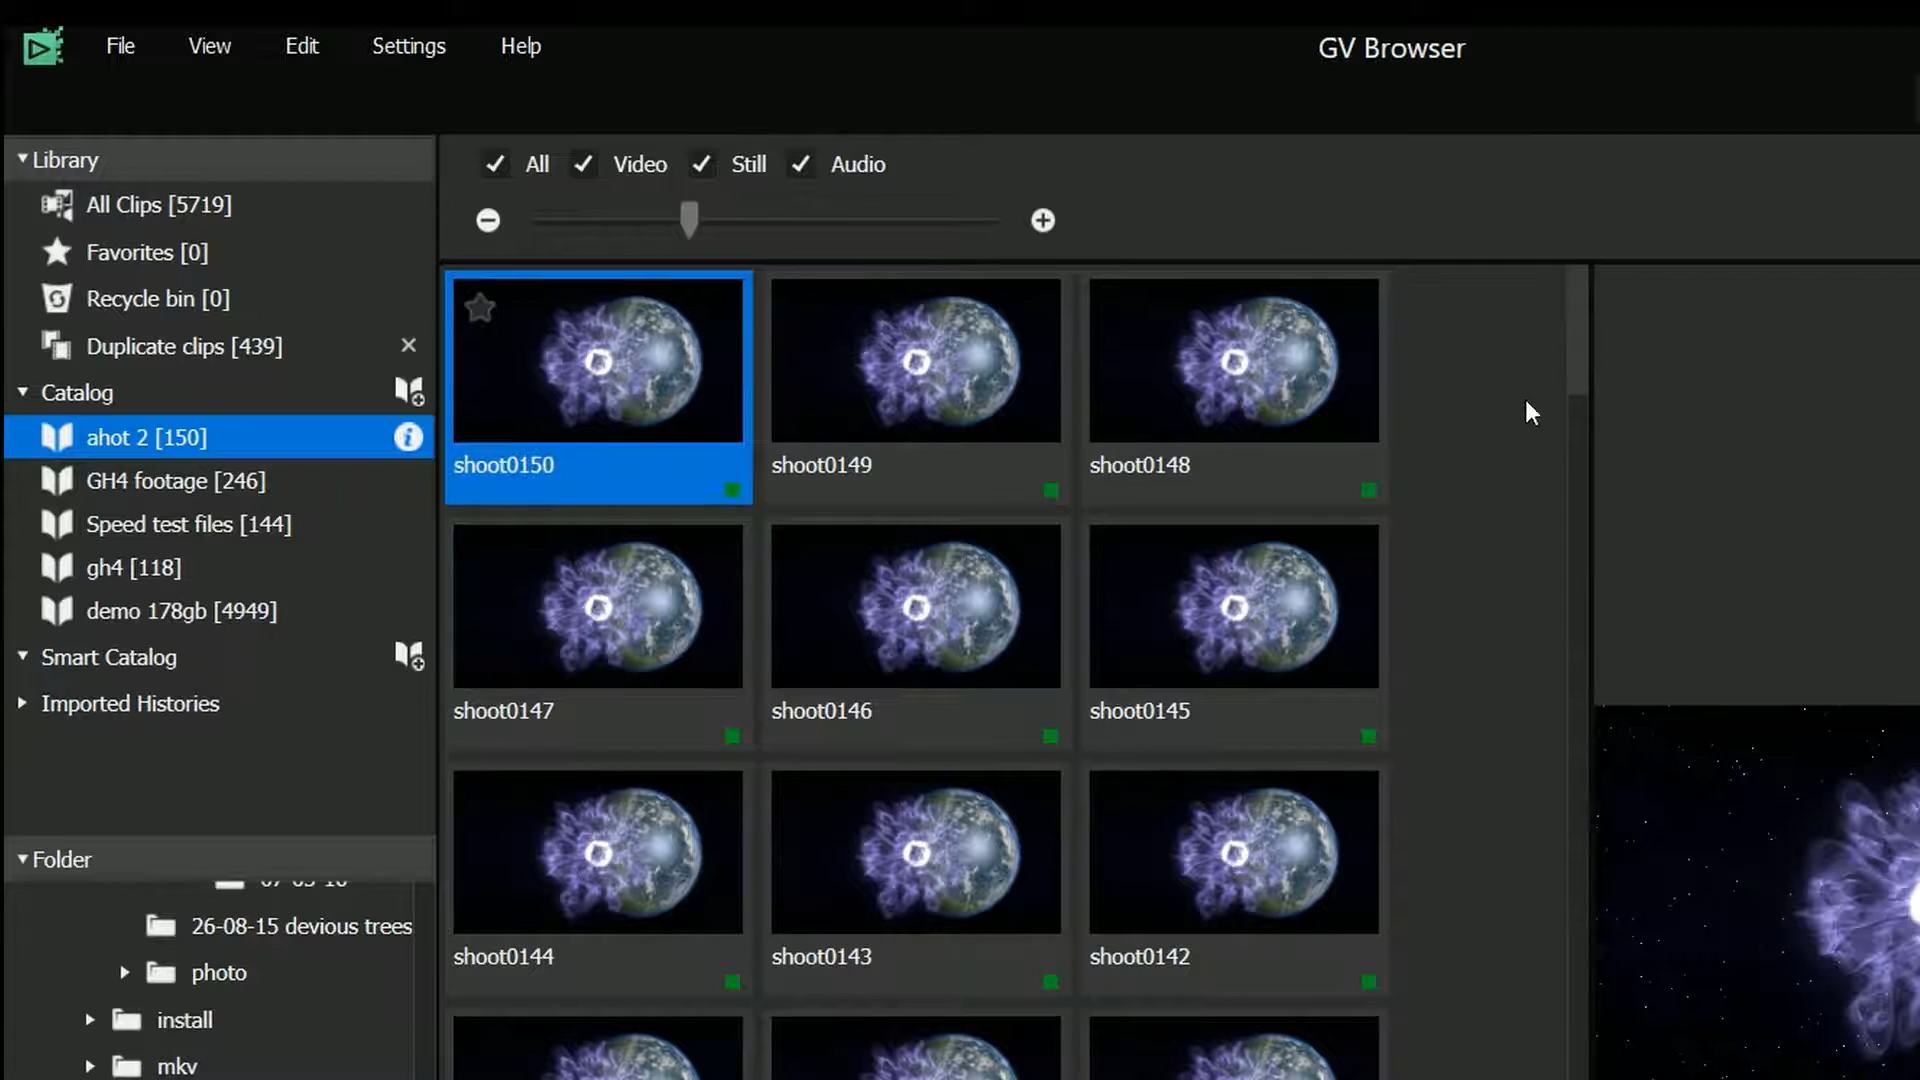 File View Edit Settings Help
GV Browser
Library
All Clips [5719]
Favorites [0]
Recycle bin [0]
Duplicate clips [439]
Catalog
ahot 2 [150]
GH4 footage [246]
Speed test files [144]
gh4 [118]
demo 178gb [4949]
Smart Catalog
Imported Histories
Folder
26-08-15 devious trees
photo
install
mkv
All Video Still Audio
shoot0150 shoot0149 shoot0148
shoot0147 shoot0146 shoot0145
shoot0144 shoot0143 shoot0142